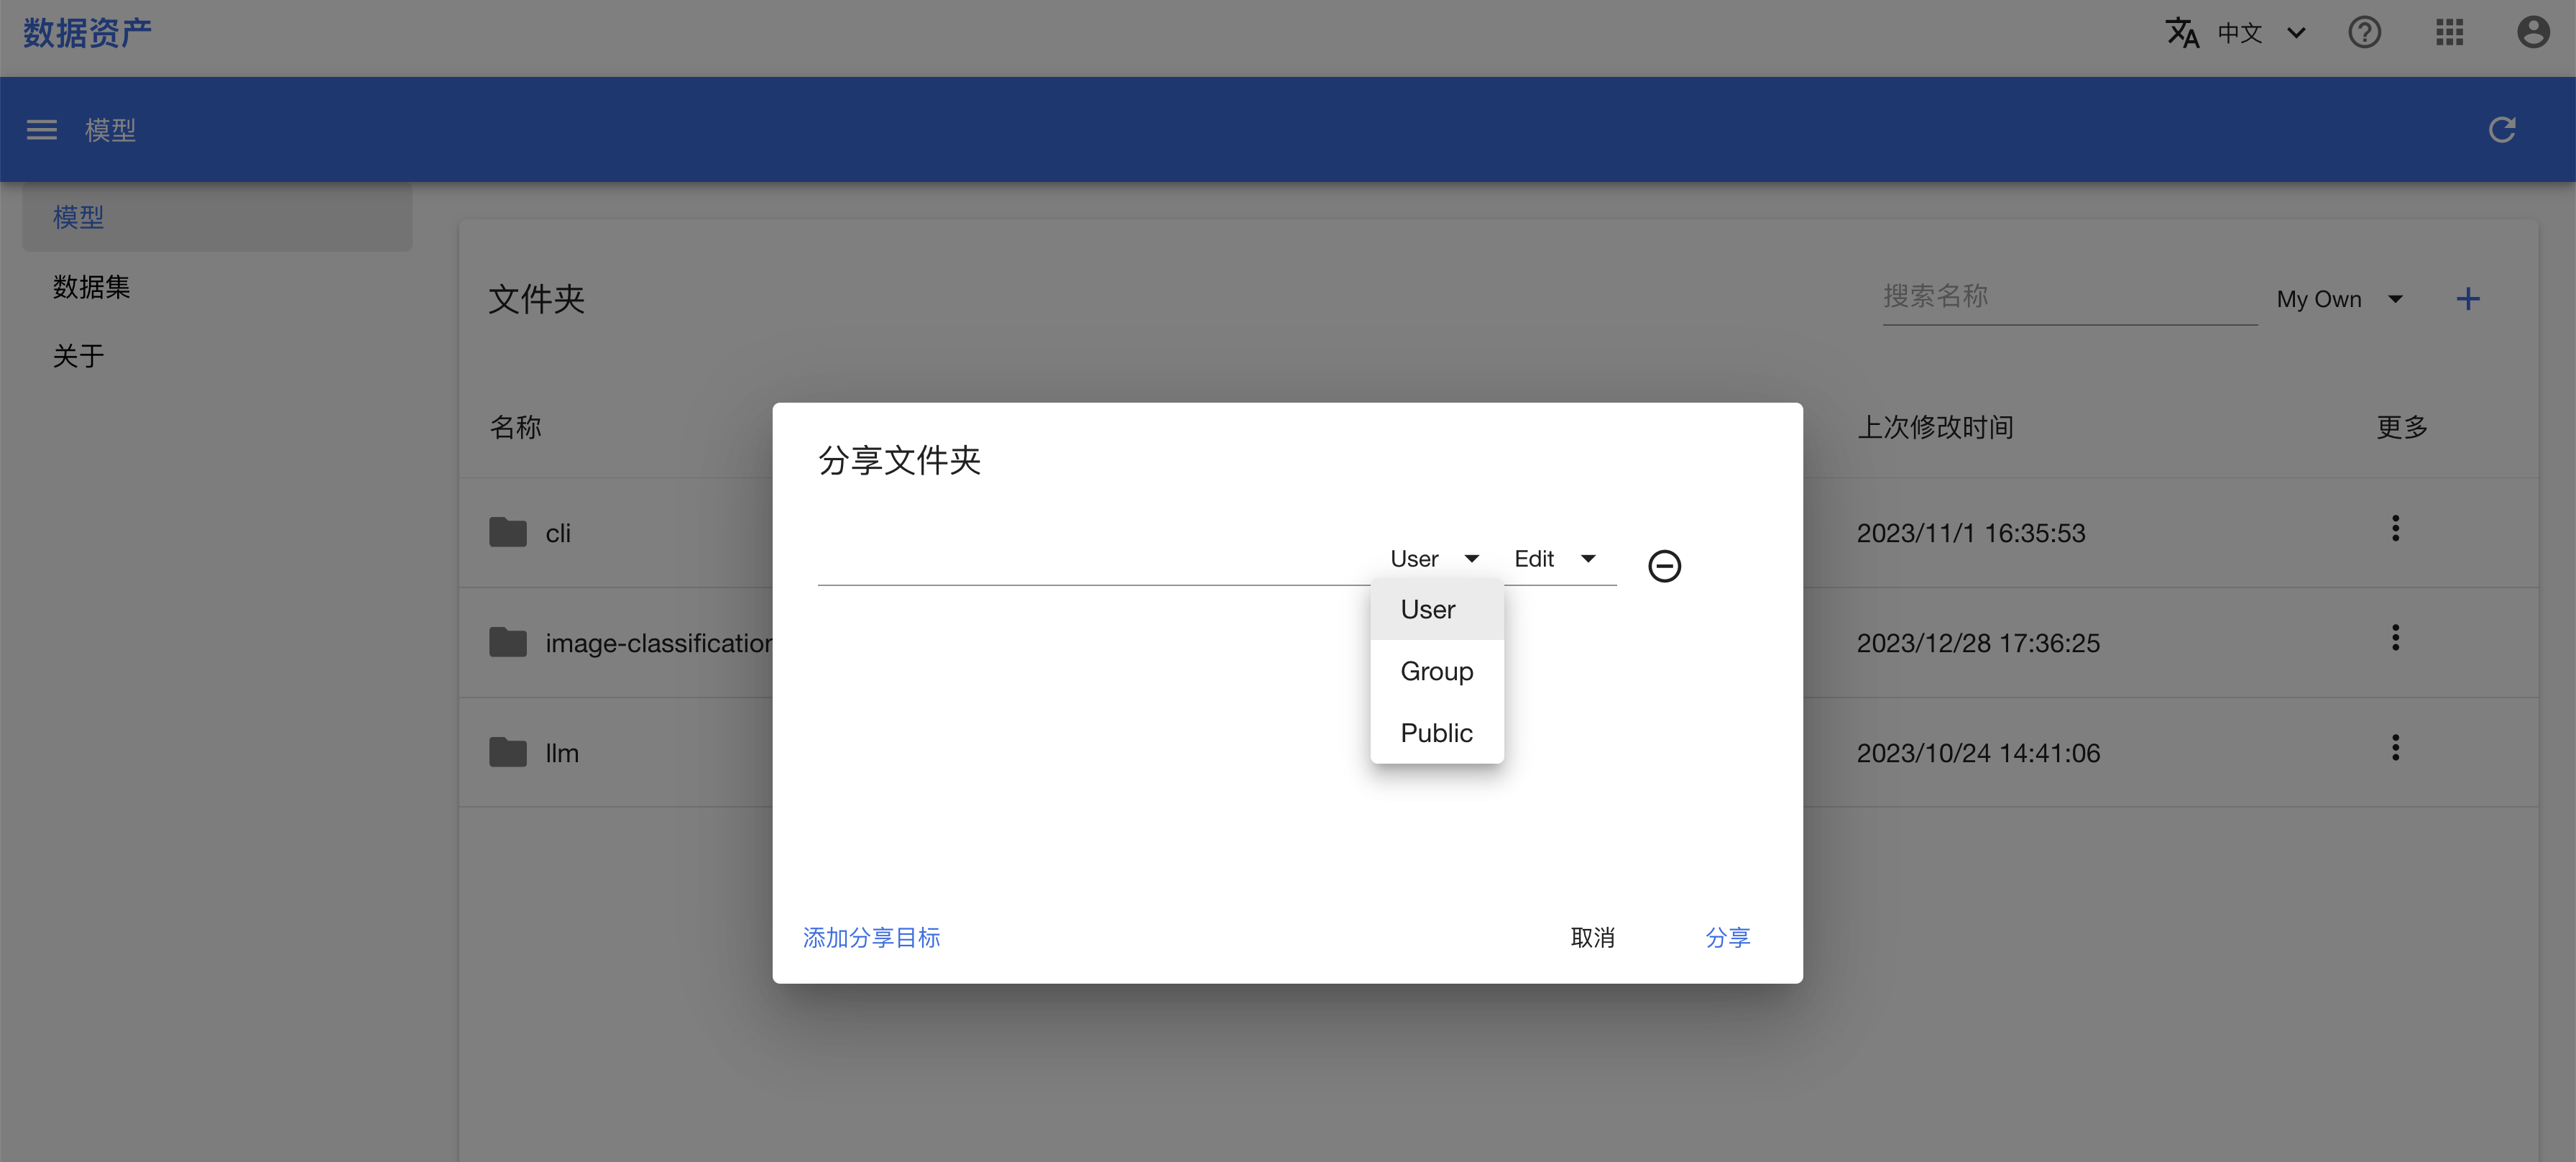 数据资产
中文
模型
模型
数据集
关于
文件夹
搜索名称
My Own
名称
上次修改时间
更多
cli
2023/11/1 16:35:53
image-classification
2023/12/28 17:36:25
llm
2023/10/24 14:41:06
分享文件夹
User
Edit
User
Group
Public
添加分享目标
取消
分享